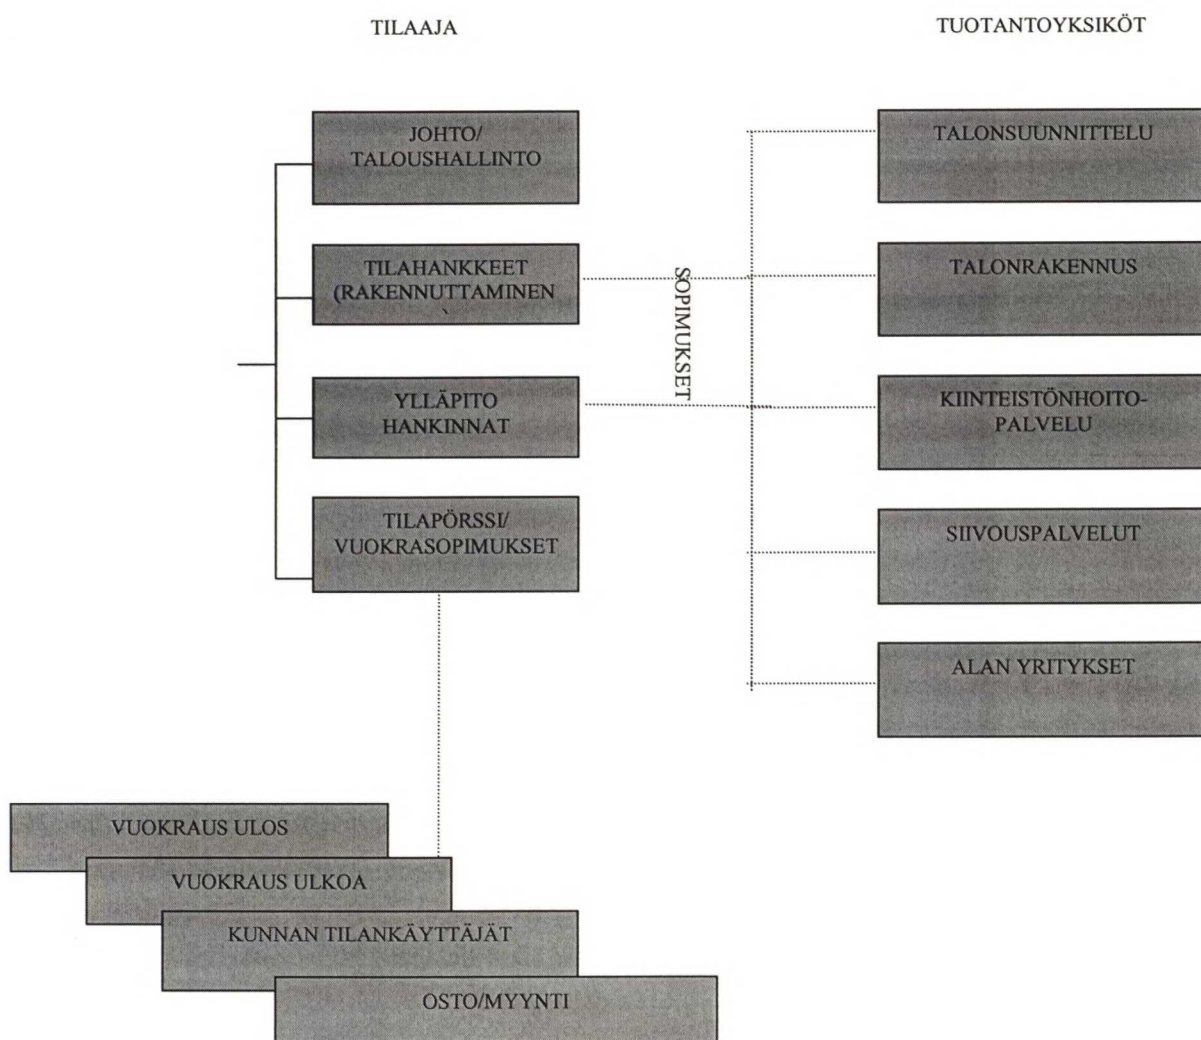 TILAAJA
TUOTANTOYKSIKÖT
JOHTO/
TALOUSHALLINTO
TILAHANKKEET
(RAKENNUTTAMINEN
)
YLLÄPITO
HANKINNAT
TILAPÖRSSI/
VUOKRASOPIMUKSET
SOPIMUKSET
TALONSUUNNITTELU
TALONRAKENNUS
KIINTEISTÖNHOITO-
PALVELU
SIIVOUSPALVELUT
ALAN YRITYKSET
VUOKRAUS ULOS
VUOKRAUS ULKOA
KUNNAN TILANKÄYTTÄJÄT
OSTO/MYYNTI